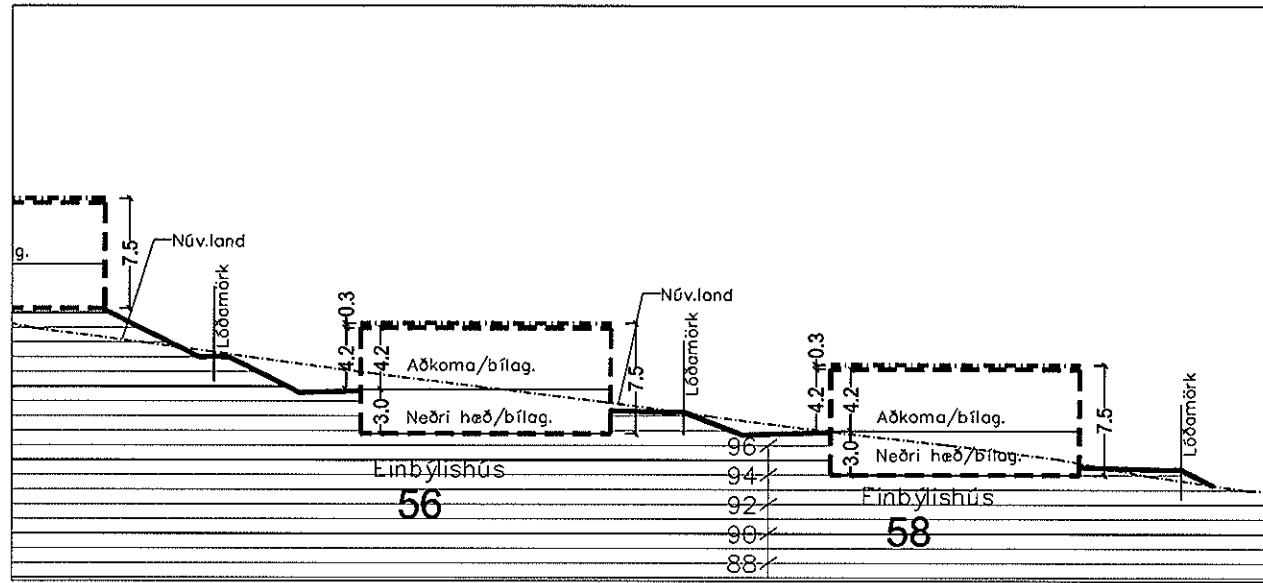 g.
7.5
Núv.land
Lóðamörk
4.2
0.3
4.2
3.0
Aðkoma/bílag.
Neðri hæð/bílag.
Einbýlishús
56
7.5
Núv.land
Lóðamörk
4.2
0.3
4.2
3.0
Aðkoma/bílag.
Neðri hæð/bílag.
Einbýlishús
58
7.5
Lóðamörk
96
94
92
90
88